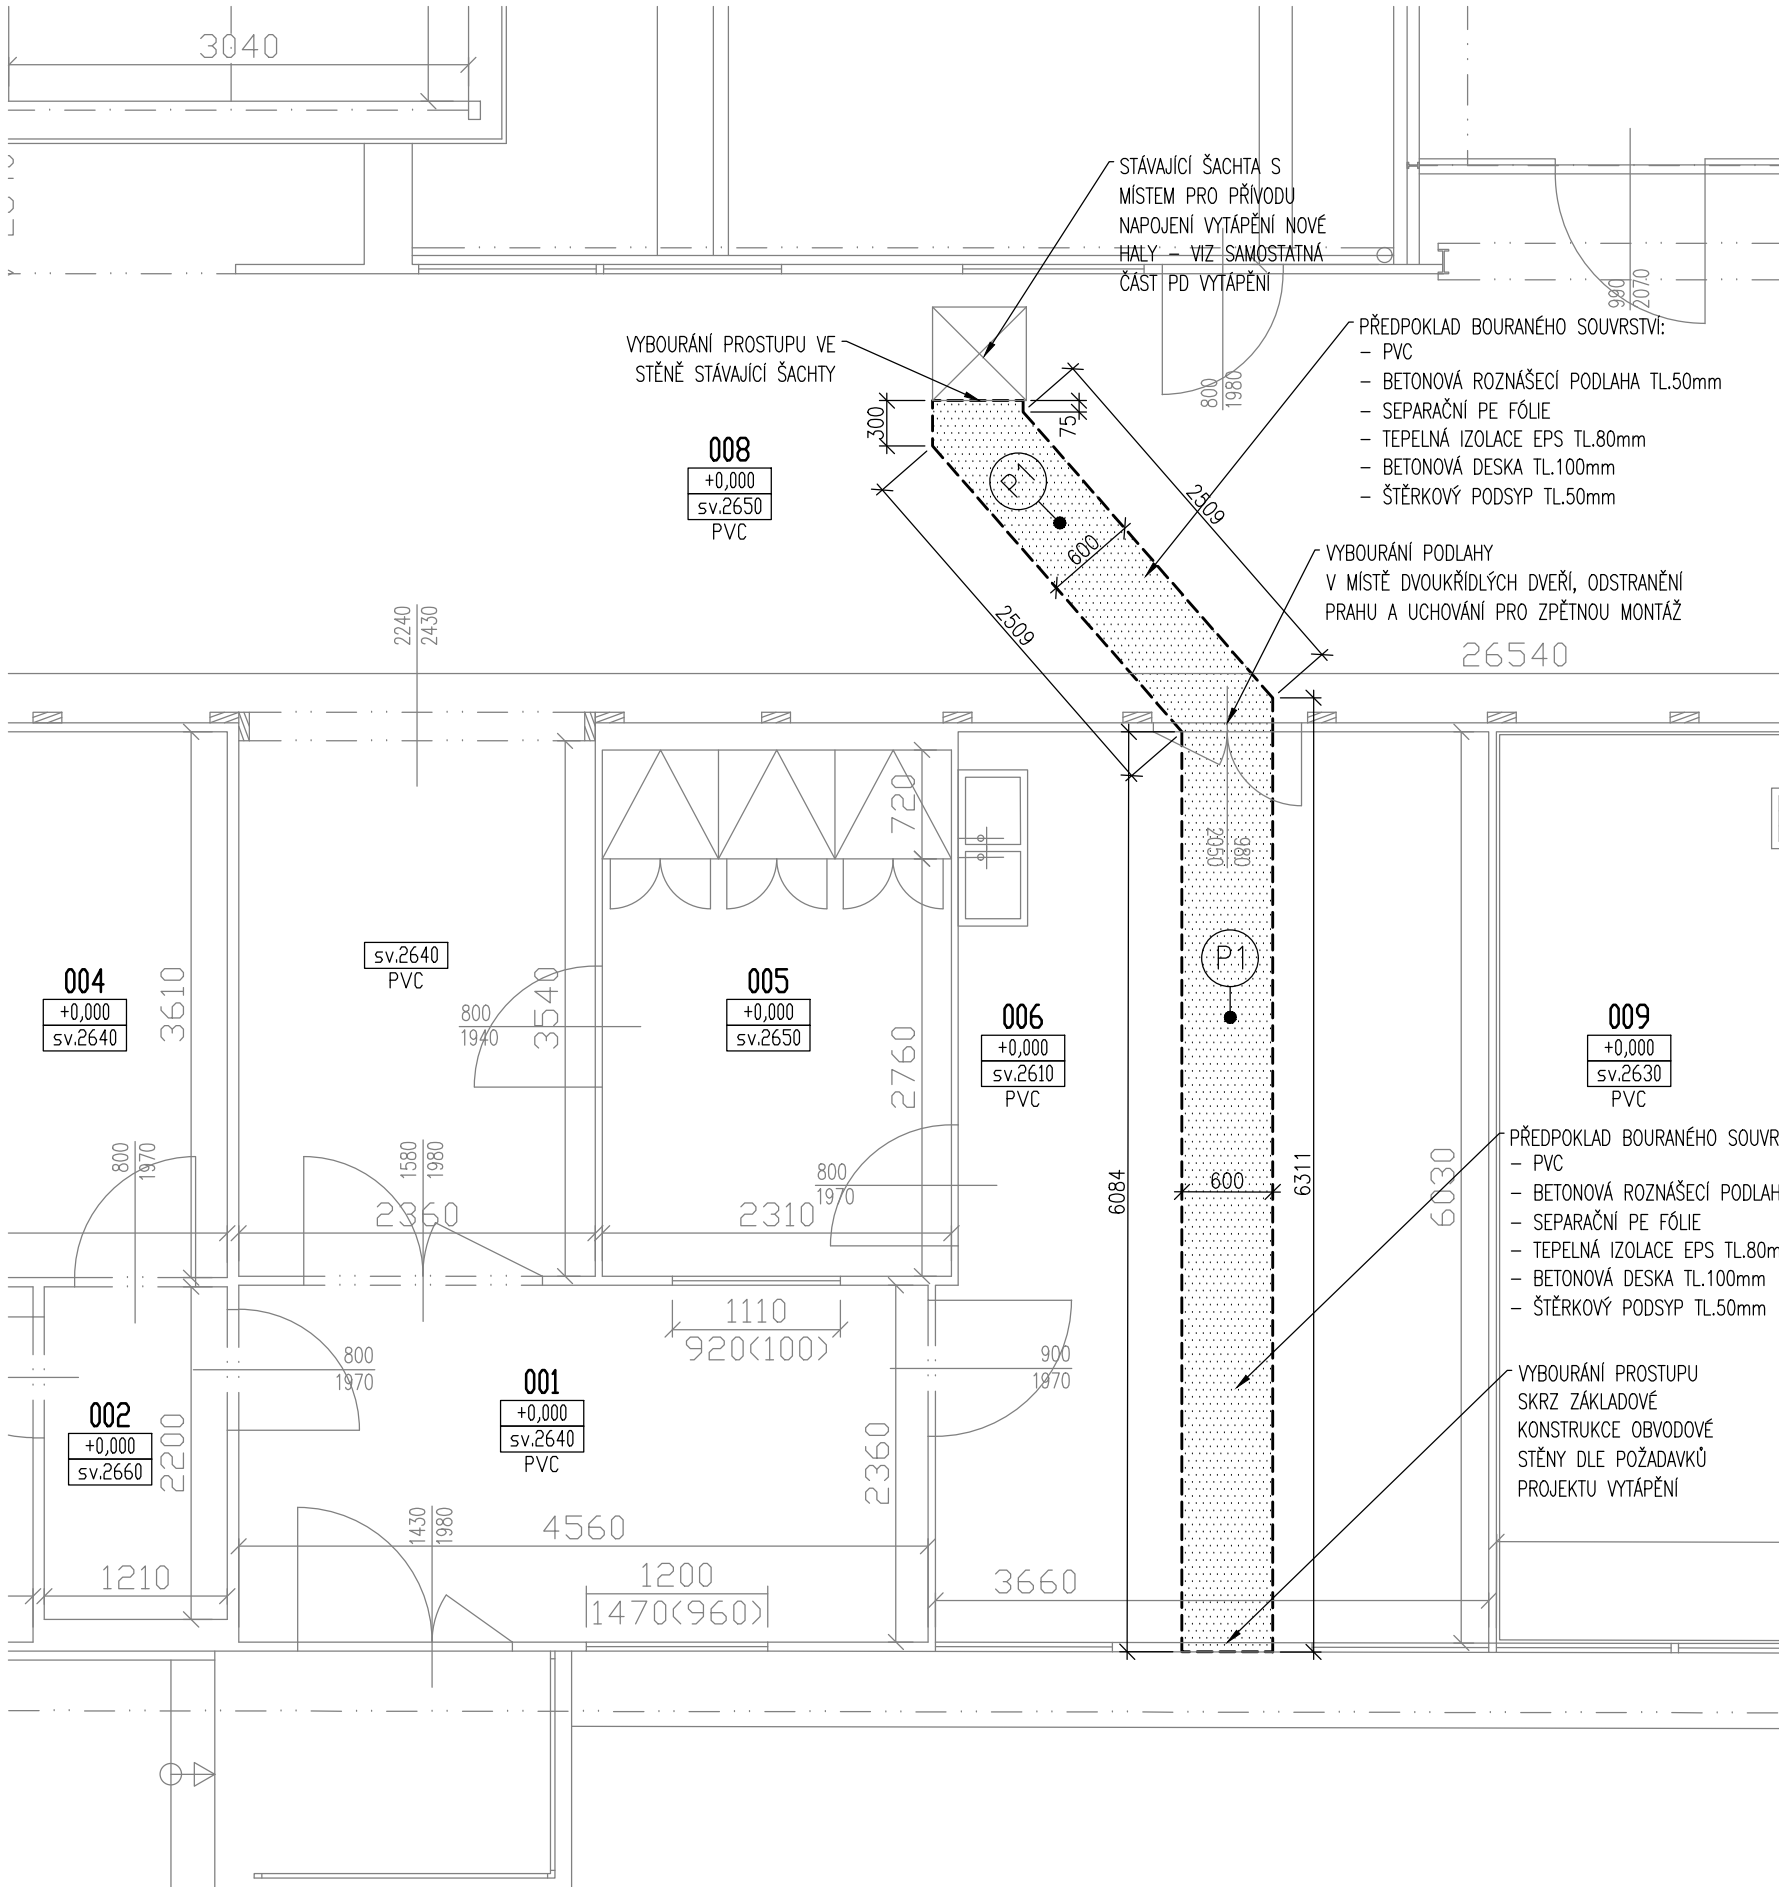 3040
STÁVAJÍCÍ ŠACHTA S
MÍSTEM PRO PŘÍVODU
NAPOJENÍ VYTÁPĚNÍ NOVÉ
HALY – VIZ SAMOSTATNÁ
ČÁST PD VYTÁPĚNÍ
990
2070
VYBOURÁNÍ PROSTUPU VE
STĚNĚ STÁVAJÍCÍ ŠACHTY
PŘEDPOKLAD BOURANÉHO SOUVRSTVÍ:
– PVC
– BETONOVÁ ROZNÁŠECÍ PODLAHA TL.50mm
– SEPARAČNÍ PE FÓLIE
– TEPELNÁ IZOLACE EPS TL.80mm
– BETONOVÁ DESKA TL.100mm
– ŠTĚRKOVÝ PODSYP TL.50mm
800
1980
300
75
008
+0,000
sv.2650
PVC
P1
2509
600
2509
VYBOURÁNÍ PODLAHY
V MÍSTĚ DVOUKŘÍDLÝCH DVEŘÍ, ODSTRANĚNÍ
PRAHU A UCHOVÁNÍ PRO ZPĚTNOU MONTÁŽ
2240
2430
26540
720
980
2050
004
+0,000
sv.2640
3610
sv.2640
PVC
3540
800
1940
005
+0,000
sv.2650
2760
006
+0,000
sv.2610
PVC
P1
009
+0,000
sv.2630
PVC
800
1970
1580
1980
2360
2310
800
1970
6084
600
6311
6030
PŘEDPOKLAD BOURANÉHO SOUVR
– PVC
– BETONOVÁ ROZNÁŠECÍ PODLAH
– SEPARAČNÍ PE FÓLIE
– TEPELNÁ IZOLACE EPS TL.80m
– BETONOVÁ DESKA TL.100mm
– ŠTĚRKOVÝ PODSYP TL.50mm
1110
920(100)
800
1970
900
1970
002
+0,000
sv.2660
2200
001
+0,000
sv.2640
PVC
2360
VYBOURÁNÍ PROSTUPU
SKRZ ZÁKLADOVÉ
KONSTRUKCE OBVODOVÉ
STĚNY DLE POŽADAVKŮ
PROJEKTU VYTÁPĚNÍ
1430
1980
4560
1210
1200
1470(960)
3660